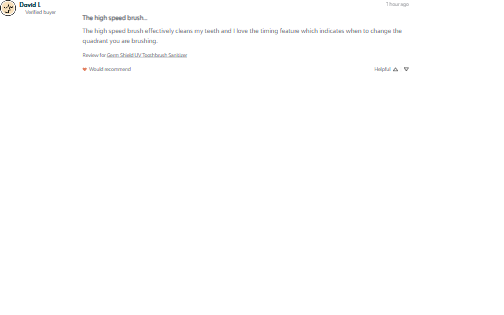 David I.
1 hour ago
Verified buyer
The high speed brush...
The high speed brush effectively cleans my teeth and I love the timing feature which indicates when to change the
quadrant you are brushing.
Review for Germ Shield UV Toothbrush Sanitizer
Would recommend
Helpful